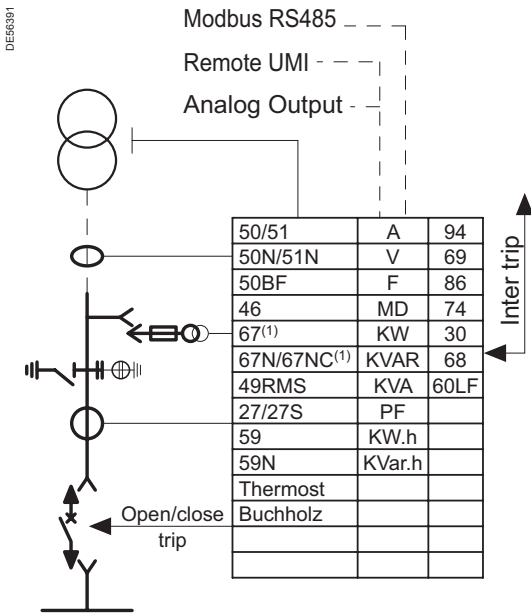 DE56391
Modbus RS485
Remote UMI
Analog Output
50/51 A 94
50N/51N V 69
50BF F 86
46 MD 74
67(1) KW 30
67N/67NC(1) KVAR 68
49RMS KVA 60LF
27/27S PF
59 KW.h
59N KVar.h
Thermost
Buchholz
Inter trip
Open/close
trip